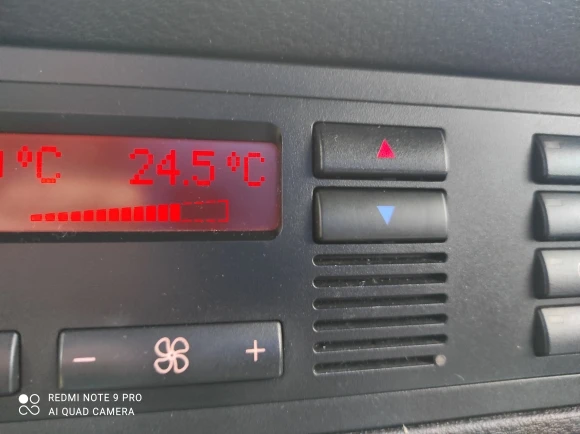 °C 24.5 °C
- +
REDMI NOTE 9 PRO
AI QUAD CAMERA